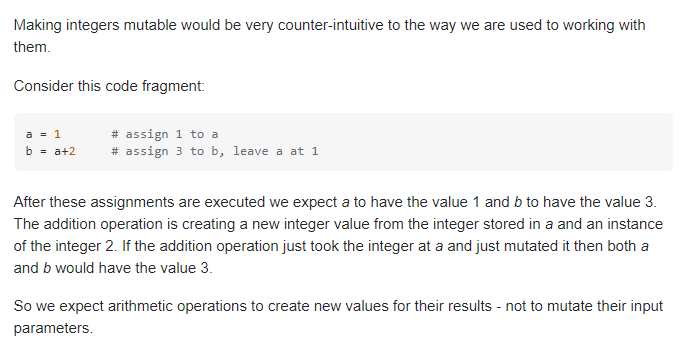 Making integers mutable would be very counter-intuitive to the way we are used to working with
them.
Consider this code fragment:
a = 1       # assign 1 to a
b = a+2     # assign 3 to b, leave a at 1
After these assignments are executed we expect a to have the value 1 and b to have the value 3.
The addition operation is creating a new integer value from the integer stored in a and an instance
of the integer 2. If the addition operation just took the integer at a and just mutated it then both a
and b would have the value 3.
So we expect arithmetic operations to create new values for their results - not to mutate their input
parameters.